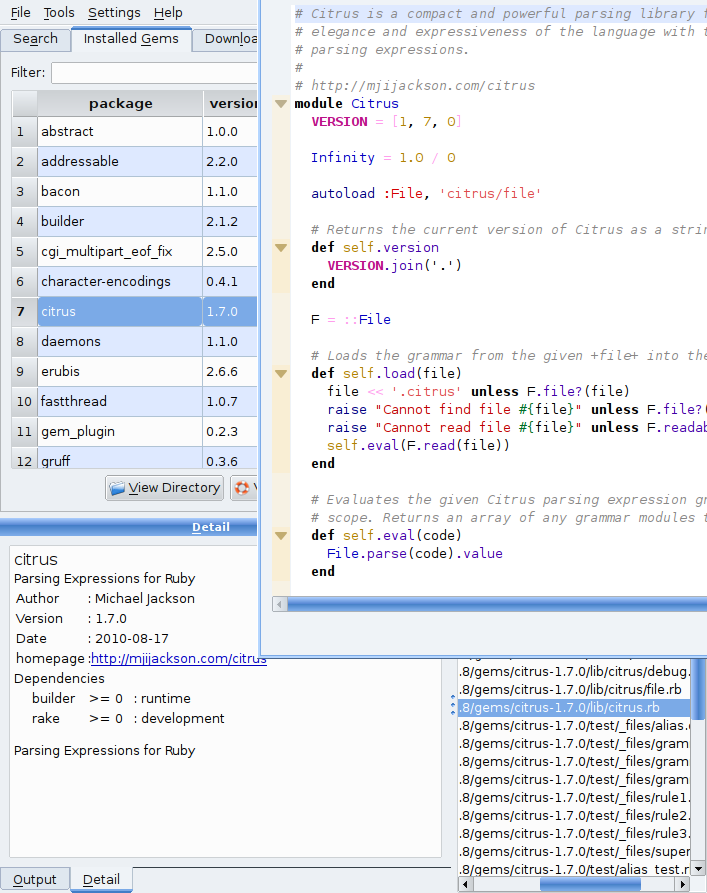 File Tools Settings Help
Search Installed Gems
Filter:
package
1 abstract 1.0.0
2 addressable 2.2.0
3 bacon 1.1.0
4 builder 2.1.2
5 cgi_multipart_eof_fix 2.5.0
6 character-encodings 0.4.1
7 citrus 1.7.0
8 daemons 1.1.0
9 erubis 2.6.6
10 fastthread 1.0.7
11 gem_plugin 0.2.3
12 gruff 0.3.6
View Directory
Detail
citrus
Parsing Expressions for Ruby
Author : Michael Jackson
Version : 1.7.0
Date : 2010-08-17
homepage :http://mjijackson.com/citrus
Dependencies
builder >= 0 : runtime
rake >= 0 : development
Parsing Expressions for Ruby
Output Detail
# Citrus is a compact and powerful parsing library
# elegance and expressiveness of the language with
# parsing expressions.
#
# http://mjijackson.com/citrus
module Citrus
VERSION = [1, 7, 0]
Infinity = 1.0 / 0
autoload :File, 'citrus/file'
# Returns the current version of Citrus as a
def self.version
VERSION.join('.')
end
F = ::File
# Loads the grammar from the given +file+ into the
def self.load(file)
file << '.citrus' unless F.file?(file)
raise "Cannot find file #{file}" unless F.file?(
raise "Cannot read file #{file}" unless
self.eval(F.read(file))
end
# Evaluates the given Citrus parsing expression
# scope. Returns an array of any grammar modules
def self.eval(code)
File.parse(code).value
end
.8/gems/citrus-1.7.0/lib/citrus/debug.
.8/gems/citrus-1.7.0/lib/citrus/file.rb
.8/gems/citrus-1.7.0/lib/citrus.rb
.8/gems/citrus-1.7.0/test/_files/alias.
.8/gems/citrus-1.7.0/test/_files/gram
.8/gems/citrus-1.7.0/test/_files/gram
.8/gems/citrus-1.7.0/test/_files/gram
.8/gems/citrus-1.7.0/test/_files/rule1.
.8/gems/citrus-1.7.0/test/_files/rule2.
.8/gems/citrus-1.7.0/test/_files/rule3.
.8/gems/citrus-1.7.0/test/_files/super
.8/gems/citrus-1.7.0/test/alias_test.r